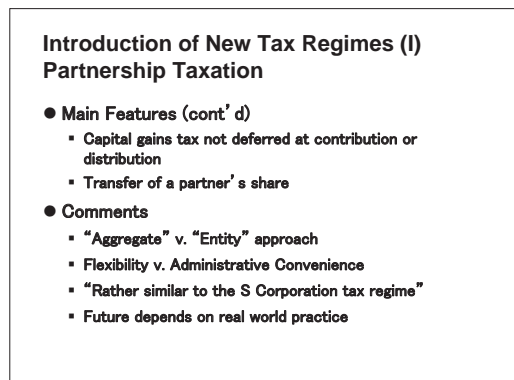 Introduction of New Tax Regimes (I)
Partnership Taxation
● Main Features (cont’d)
▪ Capital gains tax not deferred at contribution or
distribution
▪ Transfer of a partner’s share
● Comments
▪ “Aggregate” v. “Entity” approach
▪ Flexibility v. Administrative Convenience
▪ “Rather similar to the S Corporation tax regime”
▪ Future depends on real world practice